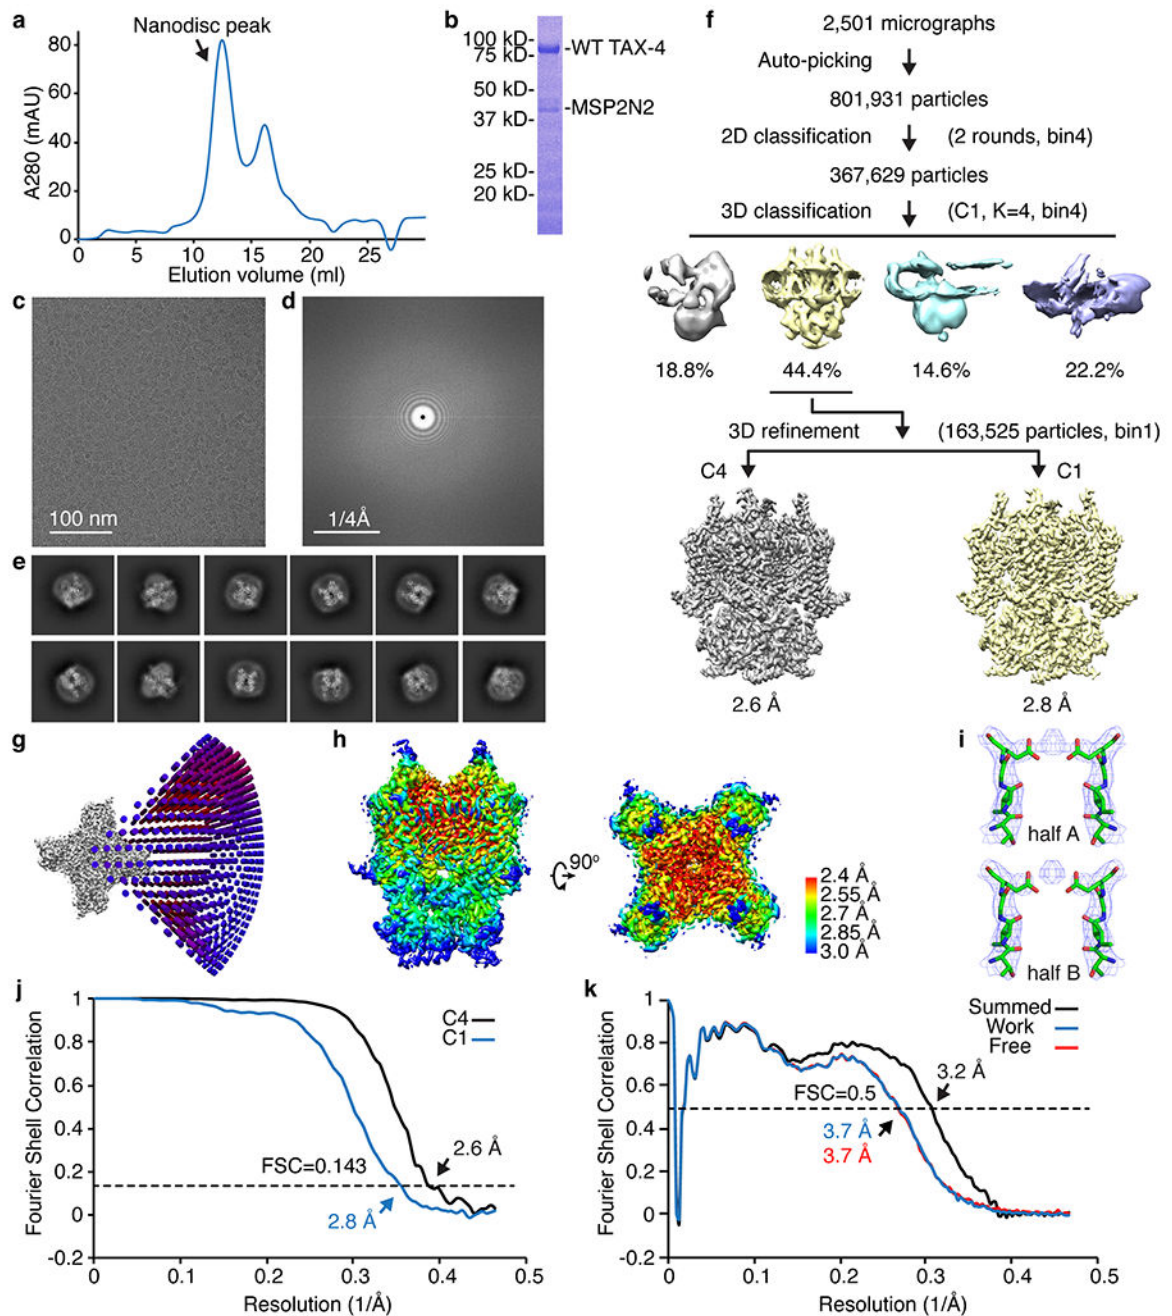 a
Nanodisc peak
A280 (mAU)
80
60
40
20
0
0 5 10 15 20 25
Elution volume (ml)
b
100 kD-
75 kD-
50 kD-
37 kD-
25 kD-
20 kD-
-WT TAX-4
-MSP2N2
c
100 nm
d
1/4Å
e
f
2,501 micrographs
Auto-picking
801,931 particles
2D classification (2 rounds, bin4)
367,629 particles
3D classification (C1, K=4, bin4)
18.8% 44.4% 14.6% 22.2%
3D refinement (163,525 particles, bin1)
C4 C1
2.6 Å 2.8 Å
g
h
90°
2.4 Å
2.55 Å
2.7 Å
2.85 Å
3.0 Å
i
half A
half B
j
Fourier Shell Correlation
1
0.8
0.6
0.4
0.2
0
-0.2
C4
C1
2.6 Å
FSC=0.143
2.8 Å
0 0.1 0.2 0.3 0.4 0.5
Resolution (1/Å)
k
Fourier Shell Correlation
1
0.8
0.6
0.4
0.2
0
-0.2
Summed
Work
Free
3.2 Å
FSC=0.5
3.7 Å
3.7 Å
0 0.1 0.2 0.3 0.4 0.5
Resolution (1/Å)